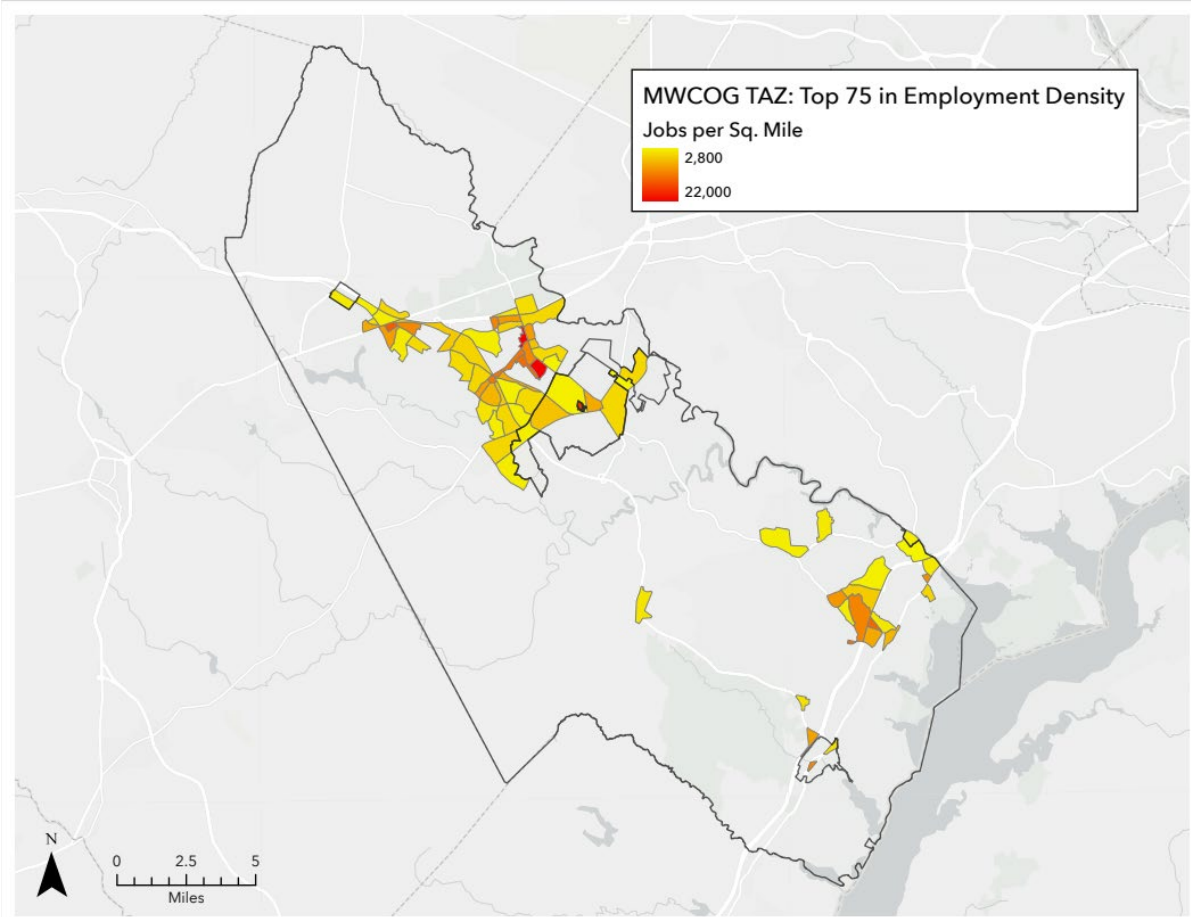 MWCOG TAZ: Top 75 in Employment Density
Jobs per Sq. Mile
2,800
22,000
N
0 2.5 5
Miles